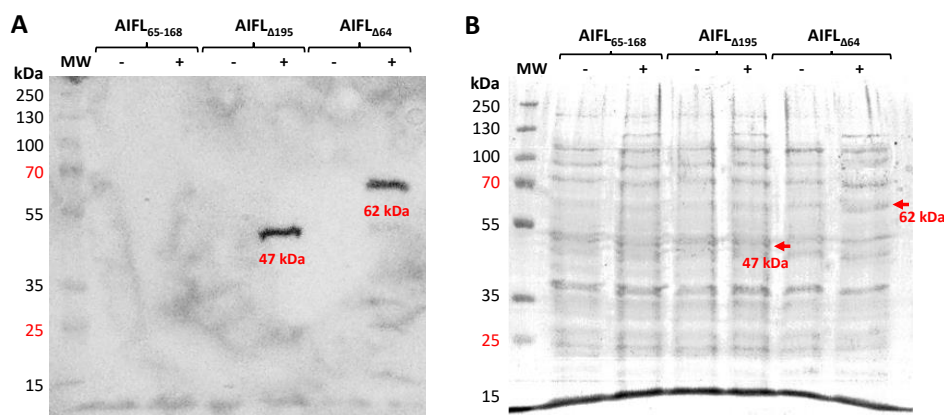 A
AIFL65-168 AIFLΔ195 AIFLΔ64
kDa MW - + - + - +
250
130
100
70
55
35
25
15
62 kDa
47 kDa
B
AIFL65-168 AIFLΔ195 AIFLΔ64
kDa MW - + - + - +
250
130
100
70
55
35
25
15
62 kDa
47 kDa